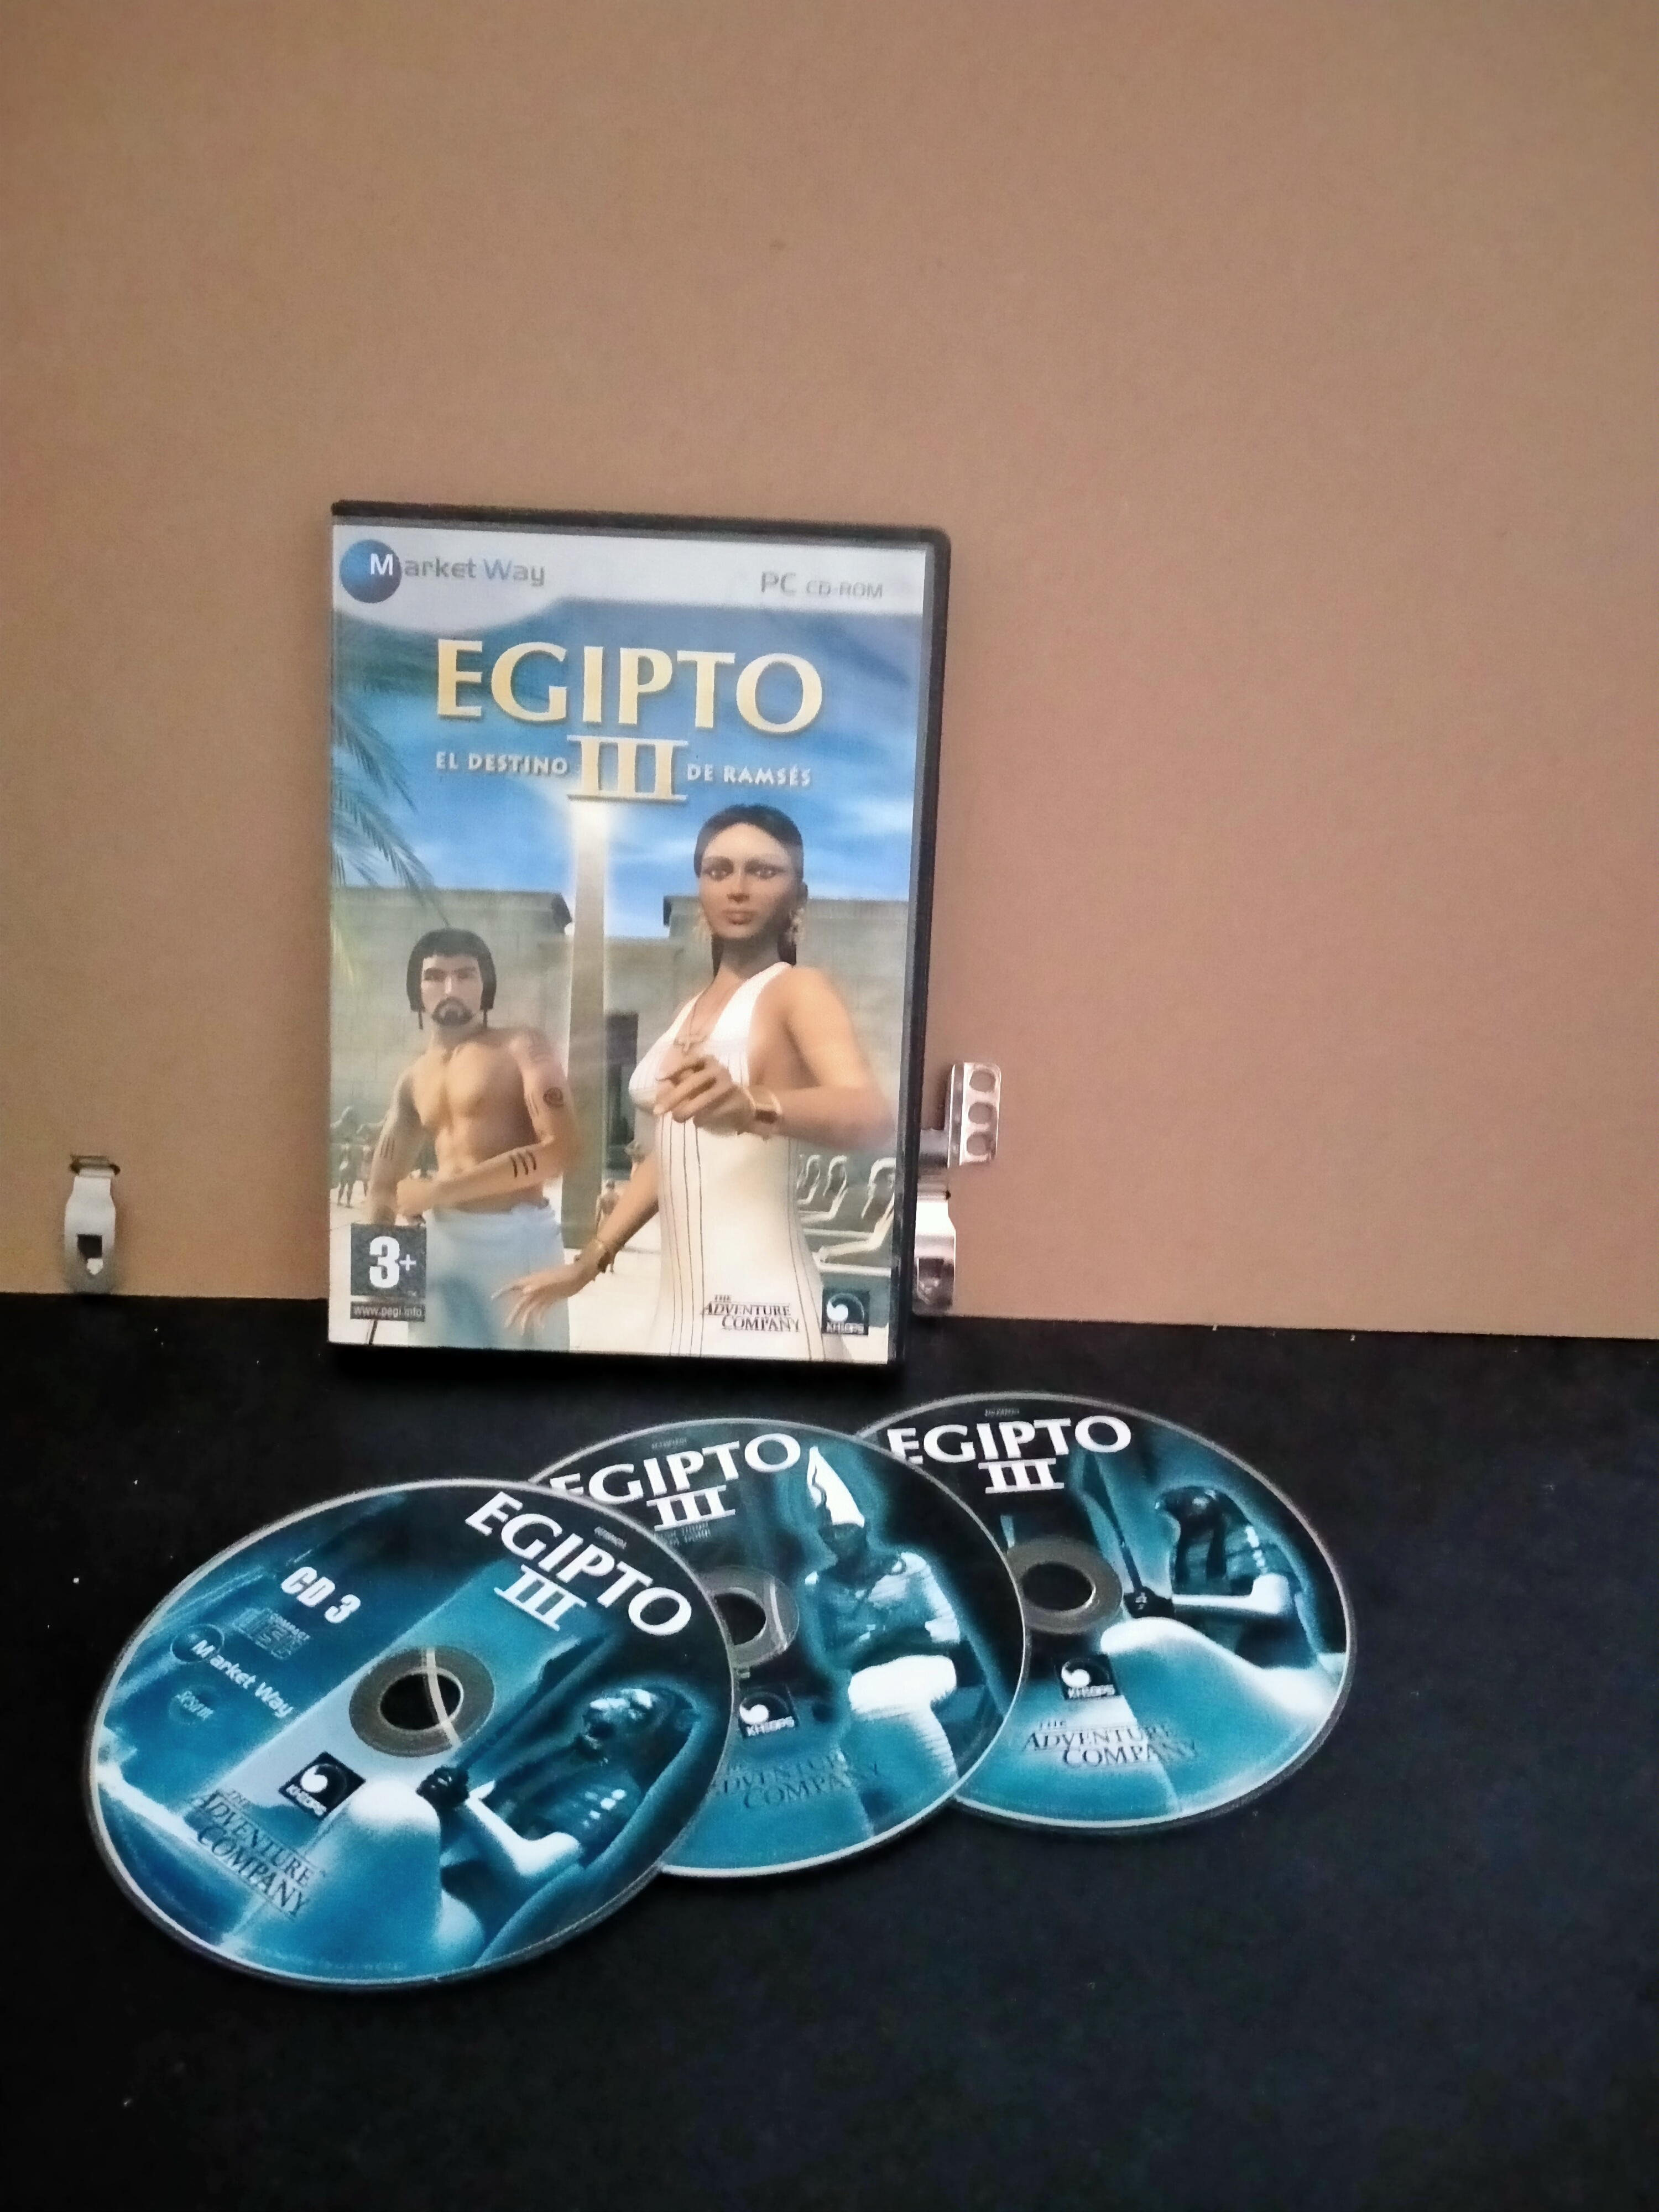 Market Way
PC CD-ROM
EGIPTO
III
EL DESTINO DE RAMSÉS
3+
www.pegi.info
THE
ADVENTURE
COMPANY
KHEOPS
EGIPTO
III
CD 3
COMPACT
disc
Market Way
KHEOPS
THE
ADVENTURE
COMPANY
EGIPTO
III
KHEOPS
ADVENTURE
COMPANY
EGIPTO
III
KHEOPS
THE
ADVENTURE
COMPANY